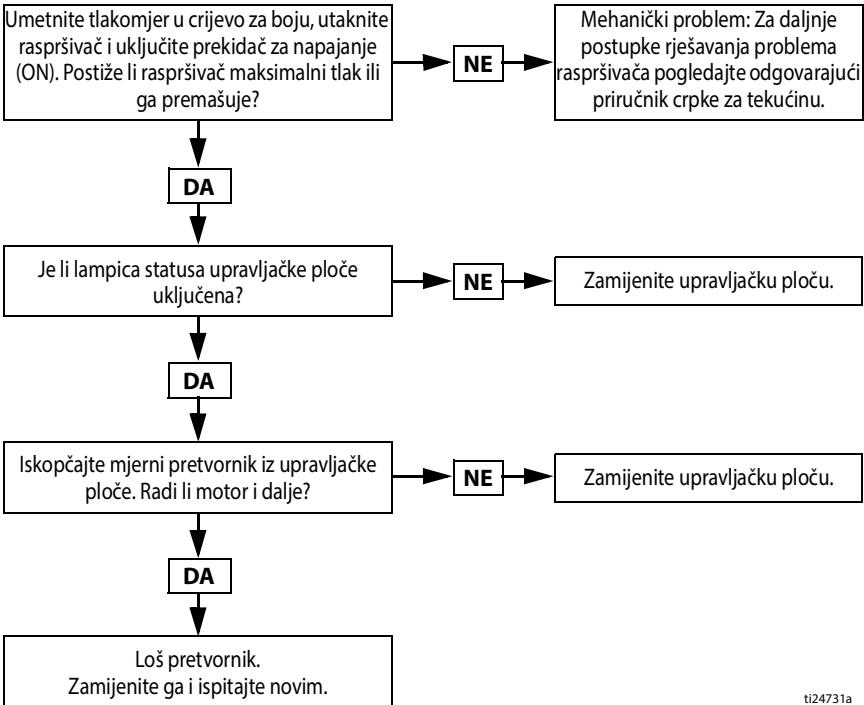 Umetnite tlakomjer u crijevo za boju, utaknite
raspršivač i uključite prekidač za napajanje
(ON). Postiže li raspršivač maksimalni tlak ili
ga premašuje?
NE
Mehanički problem: Za daljnje
postupke rješavanja problema
raspršivača pogledajte odgovarajući
priručnik crpke za tekućinu.
DA
Je li lampica statusa upravljačke ploče
uključena?
NE
Zamijenite upravljačku ploču.
DA
Iskopčajte mjerni pretvornik iz upravljačke
ploče. Radi li motor i dalje?
NE
Zamijenite upravljačku ploču.
DA
Loš pretvornik.
Zamijenite ga i ispitajte novim.
ti24731a